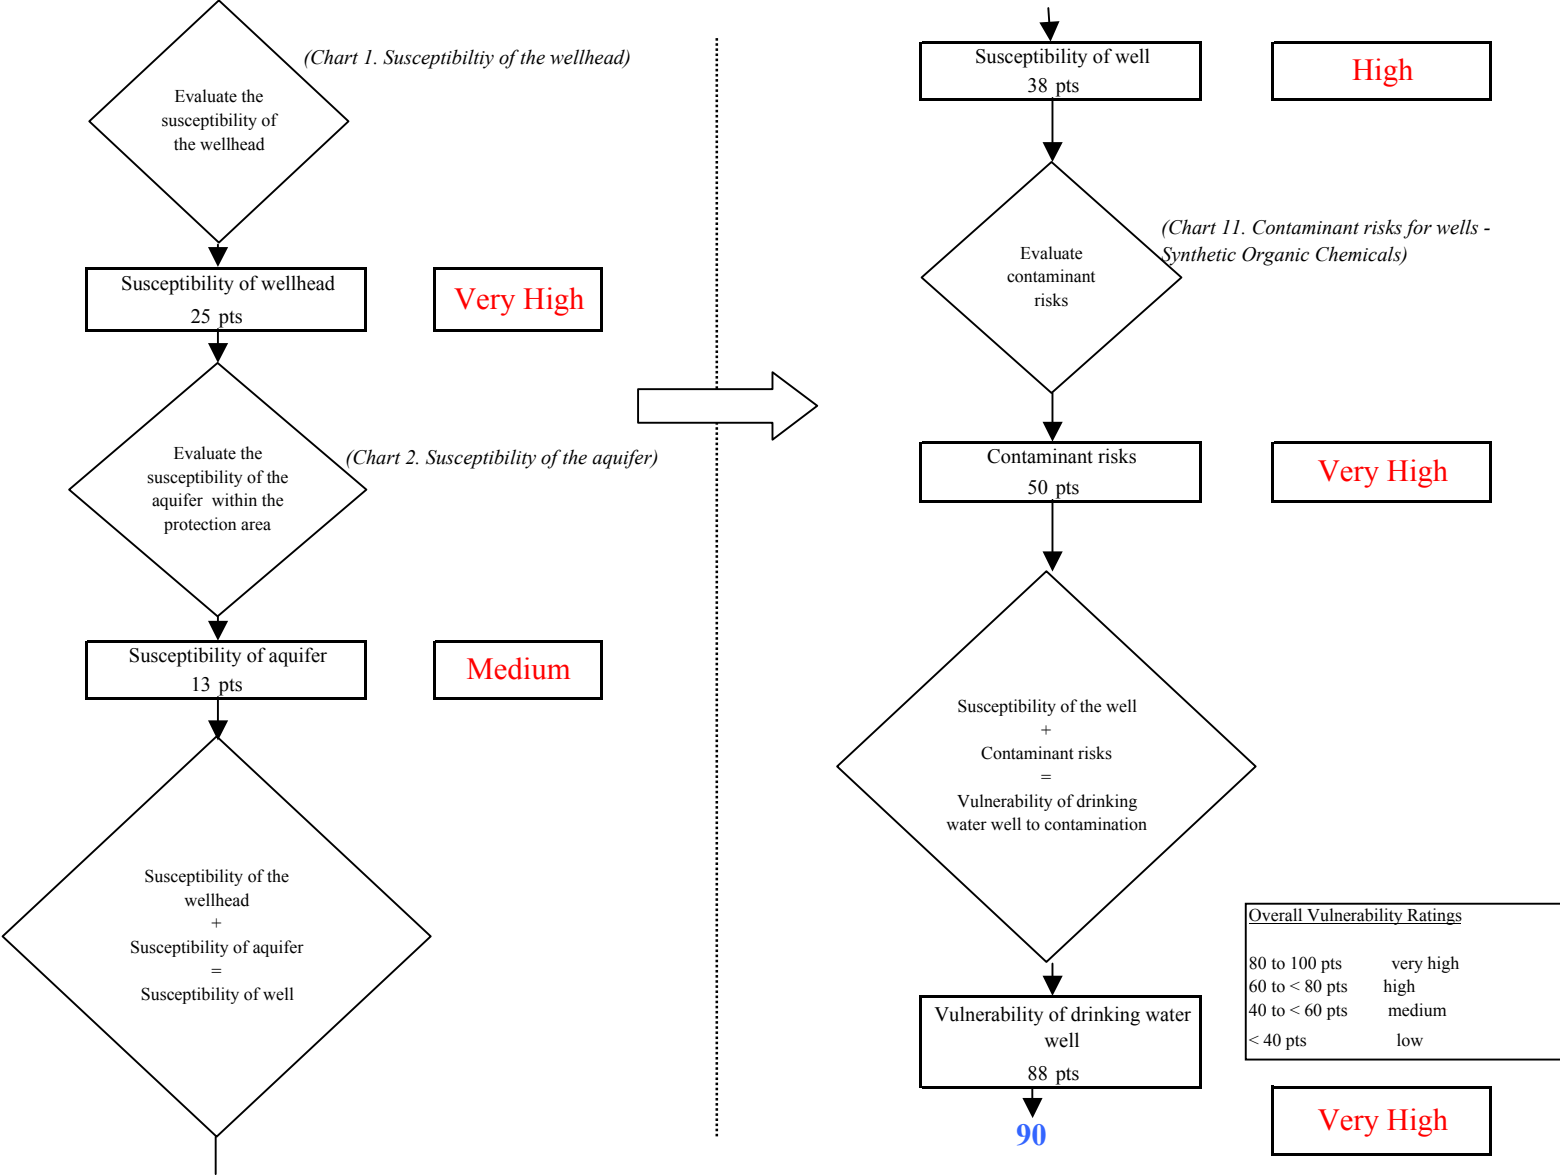 (Chart 1. Susceptibiltiy of the wellhead)
Evaluate the
susceptibility of
the wellhead
Susceptibility of wellhead
25 pts
Very High
Evaluate the
susceptibility of the
aquifer within the
protection area
(Chart 2. Susceptibility of the aquifer)
Susceptibility of aquifer
13 pts
Medium
Susceptibility of the
wellhead
+
Susceptibility of aquifer
=
Susceptibility of well
Susceptibility of well
38 pts
High
(Chart 11. Contaminant risks for wells -
Synthetic Organic Chemicals)
Evaluate
contaminant
risks
Contaminant risks
50 pts
Very High
Susceptibility of the well
+
Contaminant risks
=
Vulnerability of drinking
water well to contamination
Overall Vulnerability Ratings
80 to 100 pts very high
60 to < 80 pts high
40 to < 60 pts medium
< 40 pts low
Vulnerability of drinking water
well
88 pts
90
Very High